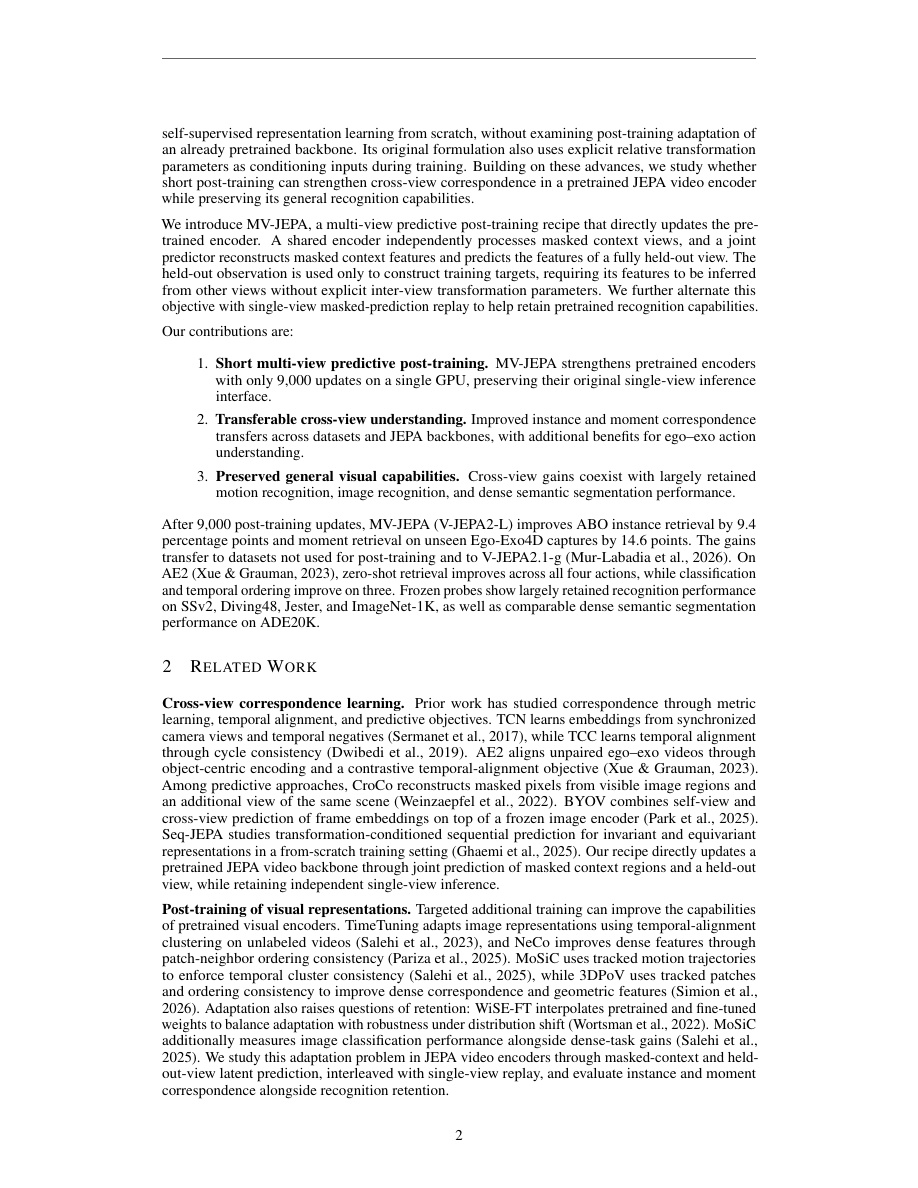 self-supervised representation learning from scratch, without examining post-training adaptation of
an already pretrained backbone. Its original formulation also uses explicit relative transformation
parameters as conditioning inputs during training. Building on these advances, we study whether
short post-training can strengthen cross-view correspondence in a pretrained JEPA video encoder
while preserving its general recognition capabilities.
We introduce MV-JEPA, a multi-view predictive post-training recipe that directly updates the pre-
trained encoder. A shared encoder independently processes masked context views, and a joint
predictor reconstructs masked context features and predicts the features of a fully held-out view. The
held-out observation is used only to construct training targets, requiring its features to be inferred
from other views without explicit inter-view transformation parameters. We further alternate this
objective with single-view masked-prediction replay to help retain pretrained recognition capabilities.
Our contributions are:
1. Short multi-view predictive post-training. MV-JEPA strengthens pretrained encoders
with only 9,000 updates on a single GPU, preserving their original single-view inference
interface.
2. Transferable cross-view understanding. Improved instance and moment correspondence
transfers across datasets and JEPA backbones, with additional benefits for ego–exo action
understanding.
3. Preserved general visual capabilities. Cross-view gains coexist with largely retained
motion recognition, image recognition, and dense semantic segmentation performance.
After 9,000 post-training updates, MV-JEPA (V-JEPA2-L) improves ABO instance retrieval by 9.4
percentage points and moment retrieval on unseen Ego-Exo4D captures by 14.6 points. The gains
transfer to datasets not used for post-training and to V-JEPA2.1-g (Mur-Labadia et al., 2026). On
AE2 (Xue & Grauman, 2023), zero-shot retrieval improves across all four actions, while classification
and temporal ordering improve on three. Frozen probes show largely retained recognition performance
on SSv2, Diving48, Jester, and ImageNet-1K, as well as comparable dense semantic segmentation
performance on ADE20K.
2 RELATED WORK
Cross-view correspondence learning. Prior work has studied correspondence through metric
learning, temporal alignment, and predictive objectives. TCN learns embeddings from synchronized
camera views and temporal negatives (Sermanet et al., 2017), while TCC learns temporal alignment
through cycle consistency (Dwibedi et al., 2019). AE2 aligns unpaired ego–exo videos through
object-centric encoding and a contrastive temporal-alignment objective (Xue & Grauman, 2023).
Among predictive approaches, CroCo reconstructs masked pixels from visible image regions and
an additional view of the same scene (Weinzaepfel et al., 2022). BYOV combines self-view and
cross-view prediction of frame embeddings on top of a frozen image encoder (Park et al., 2025).
Seq-JEPA studies transformation-conditioned sequential prediction for invariant and equivariant
representations in a from-scratch training setting (Ghaemi et al., 2025). Our recipe directly updates a
pretrained JEPA video backbone through joint prediction of masked context regions and a held-out
view, while retaining independent single-view inference.
Post-training of visual representations. Targeted additional training can improve the capabilities
of pretrained visual encoders. TimeTuning adapts image representations using temporal-alignment
clustering on unlabeled videos (Salehi et al., 2023), and NeCo improves dense features through
patch-neighbor ordering consistency (Pariza et al., 2025). MoSiC uses tracked motion trajectories
to enforce temporal cluster consistency (Salehi et al., 2025), while 3DPoV uses tracked patches
and ordering consistency to improve dense correspondence and geometric features (Simion et al.,
2026). Adaptation also raises questions of retention: WiSE-FT interpolates pretrained and fine-tuned
weights to balance adaptation with robustness under distribution shift (Wortsman et al., 2022). MoSiC
additionally measures image classification performance alongside dense-task gains (Salehi et al.,
2025). We study this adaptation problem in JEPA video encoders through masked-context and held-
out-view latent prediction, interleaved with single-view replay, and evaluate instance and moment
correspondence alongside recognition retention.
2